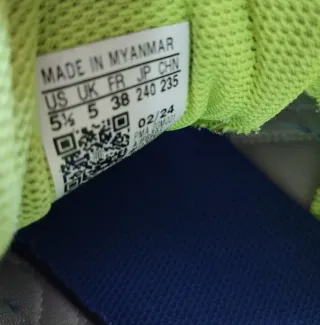 MADE IN MYANMAR
US UK FR JP CHN
5½ 5 38 240 235
02/24